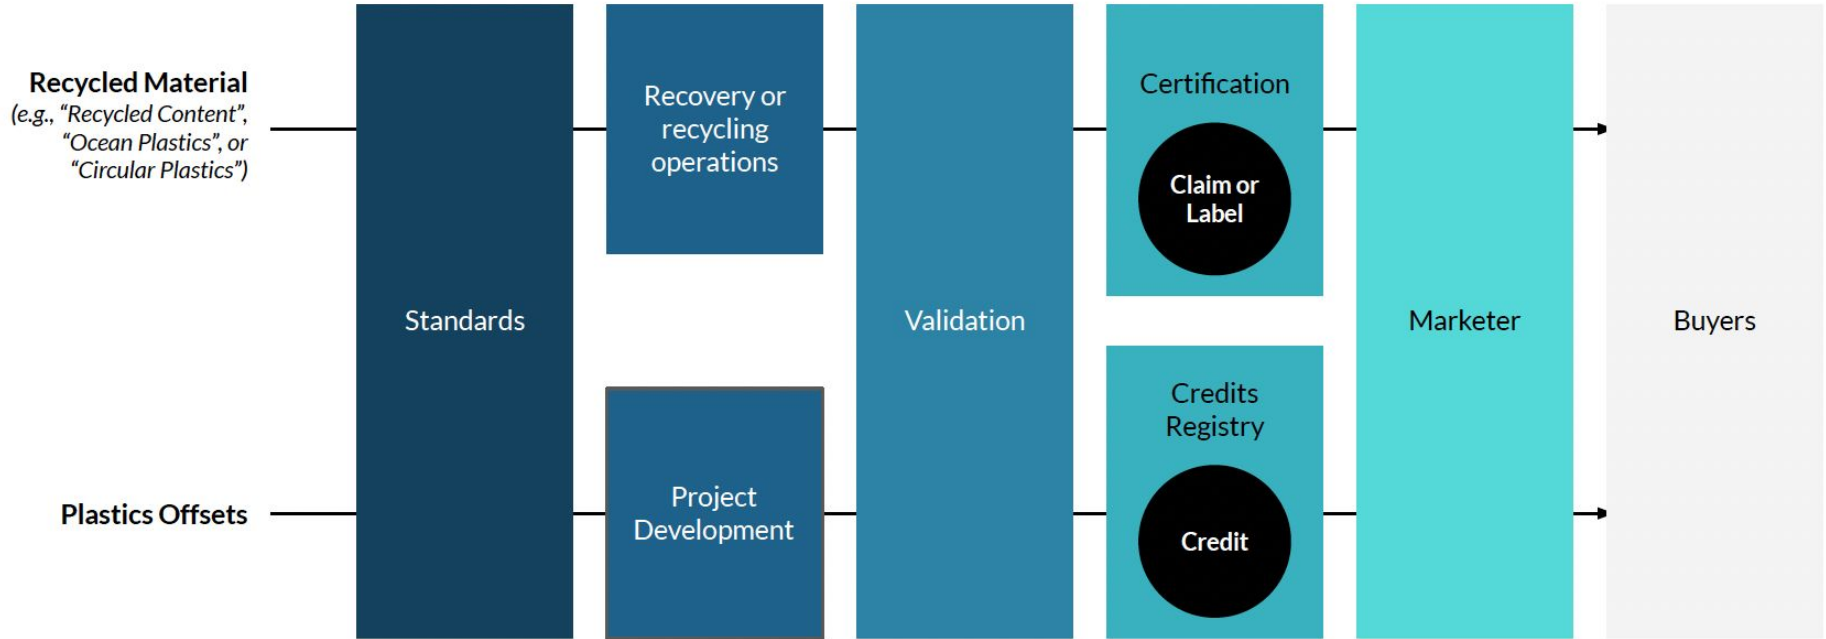 Recycled Material
(e.g., “Recycled Content”,
“Ocean Plastics”, or
“Circular Plastics”)
Plastics Offsets
Standards
Recovery or
recycling
operations
Project
Development
Validation
Certification
Claim or
Label
Credits
Registry
Credit
Marketer
Buyers